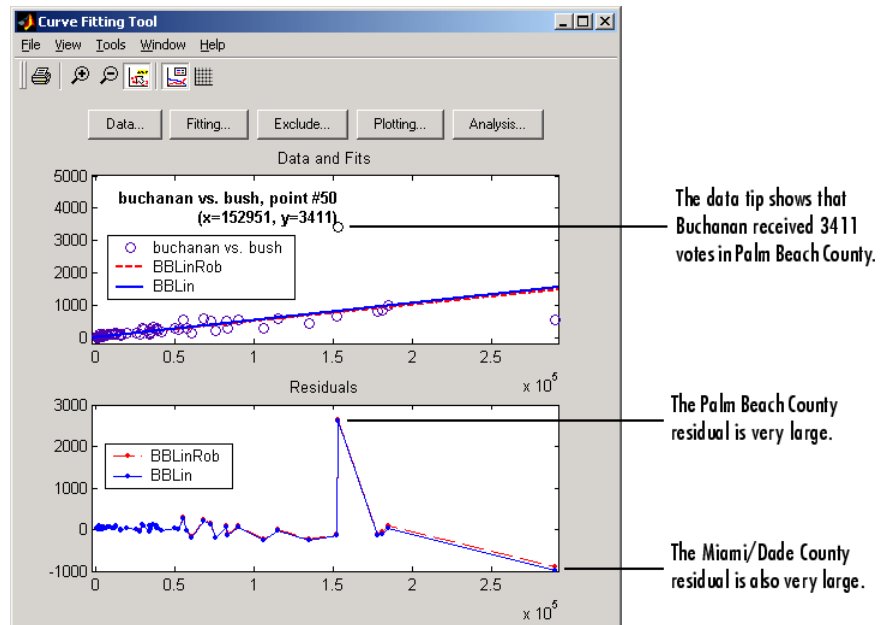 Curve Fitting Tool
File View Tools Window Help
Data... Fitting... Exclude... Plotting... Analysis...
Data and Fits
5000
4000
3000
2000
1000
0
buchanan vs. bush, point #50
(x=152951, y=3411)
buchanan vs. bush
BBLinRob
BBLin
0 0.5 1 1.5 2 2.5
x 10^5
The data tip shows that
Buchanan received 3411
votes in Palm Beach County.
Residuals
3000
2000
1000
0
-1000
BBLinRob
BBLin
0 0.5 1 1.5 2 2.5
x 10^5
The Palm Beach County
residual is very large.
The Miami/Dade County
residual is also very large.